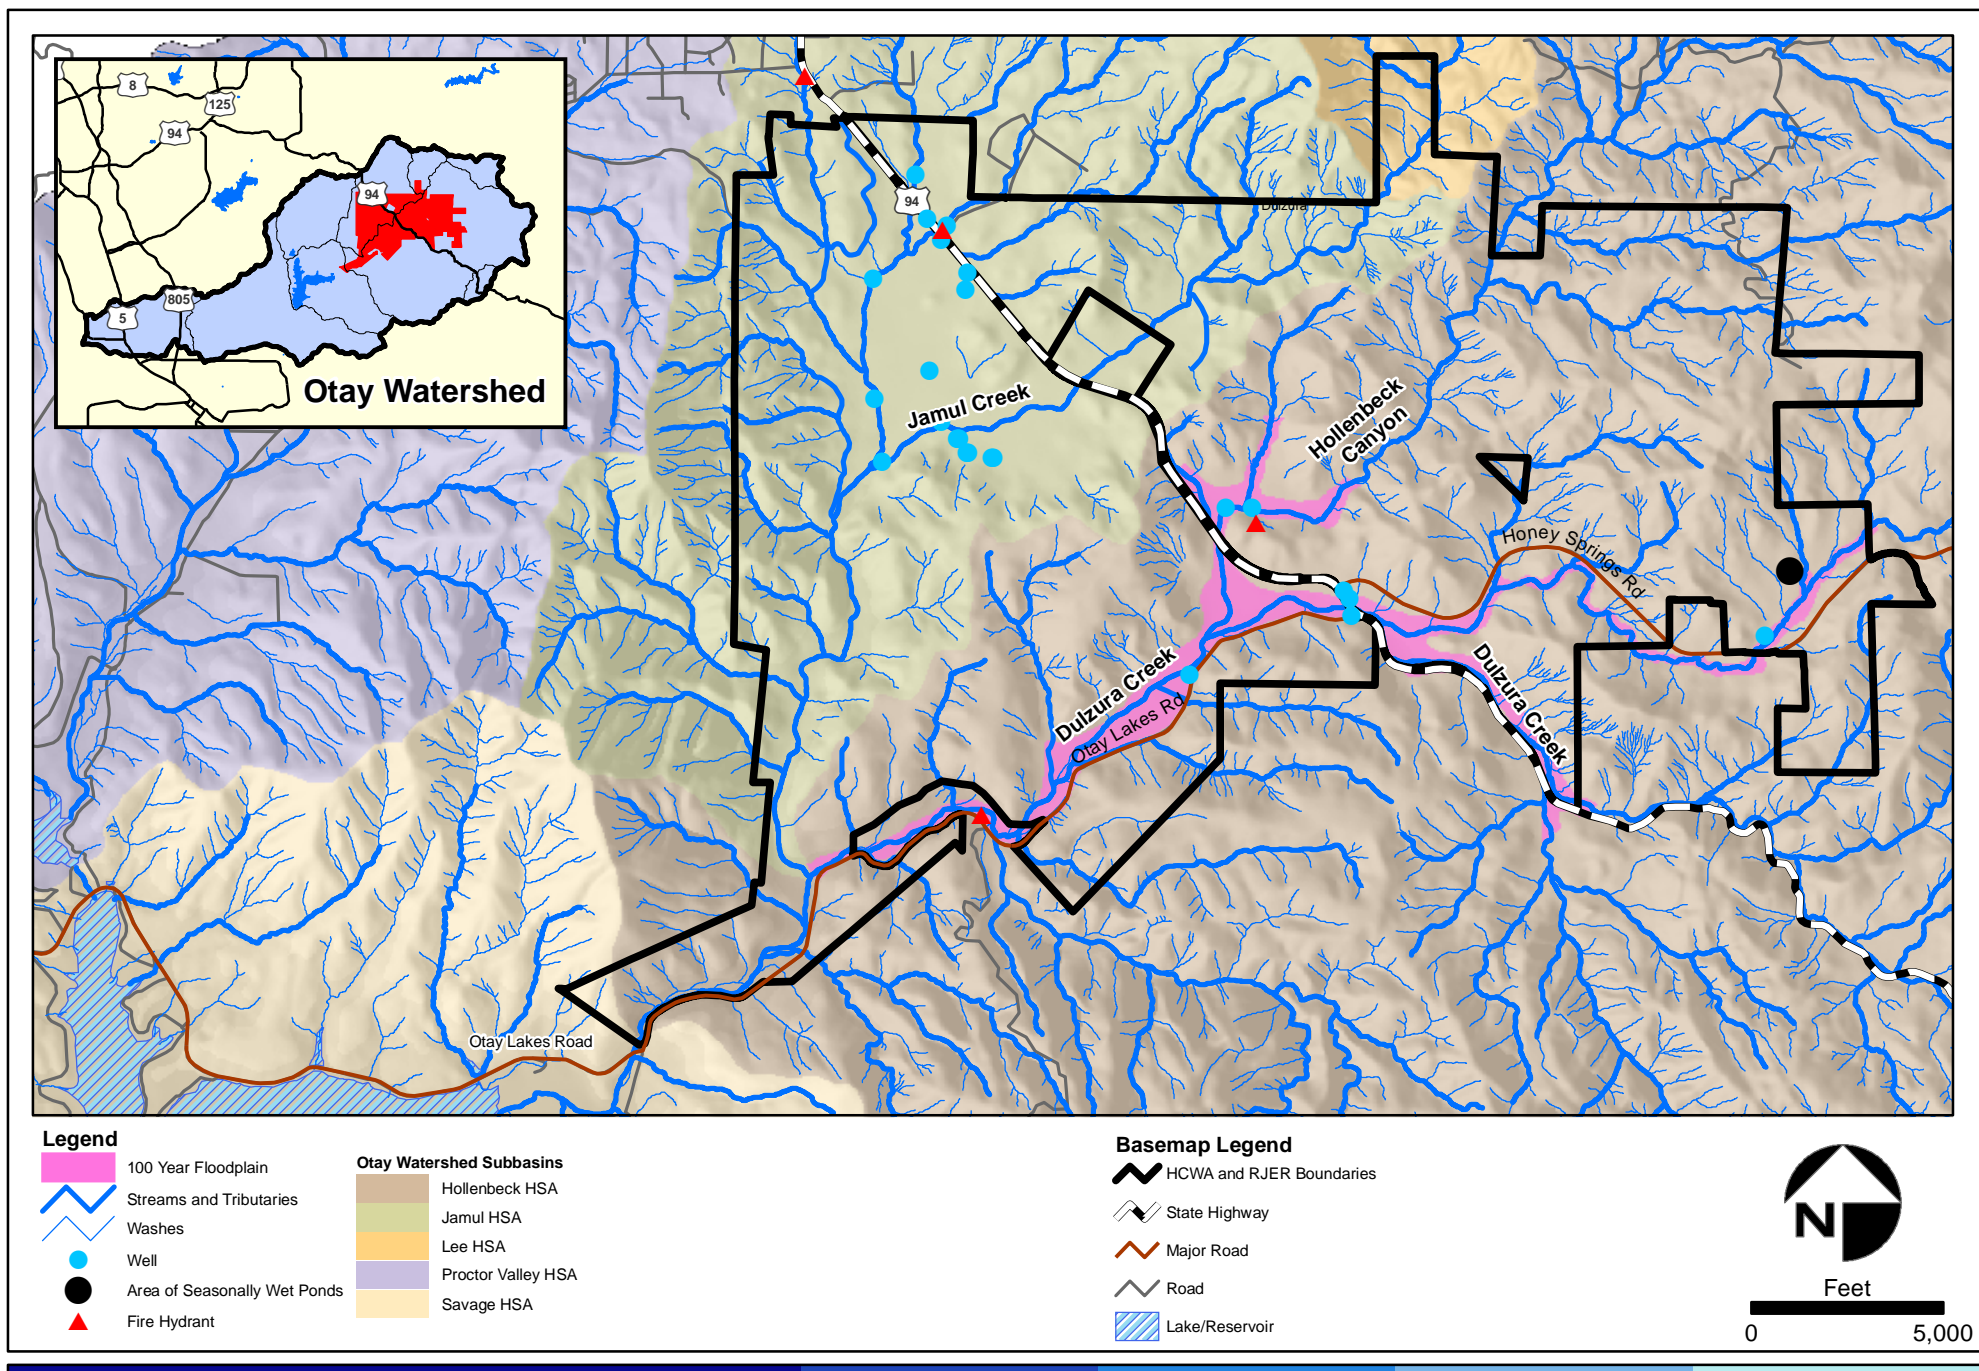 8
125
94
94
805
5
Otay Watershed
94
Dulzura
Jamul Creek
Hollenbeck
Canyon
Honey Springs Rd
Dulzura Creek
Otay Lakes Rd
Dulzura Creek
Otay Lakes Road
Legend
100 Year Floodplain
Streams and Tributaries
Washes
Well
Area of Seasonally Wet Ponds
Fire Hydrant
Otay Watershed Subbasins
Hollenbeck HSA
Jamul HSA
Lee HSA
Proctor Valley HSA
Savage HSA
Basemap Legend
HCWA and RJER Boundaries
State Highway
Major Road
Road
Lake/Reservoir
N
Feet
0 5,000